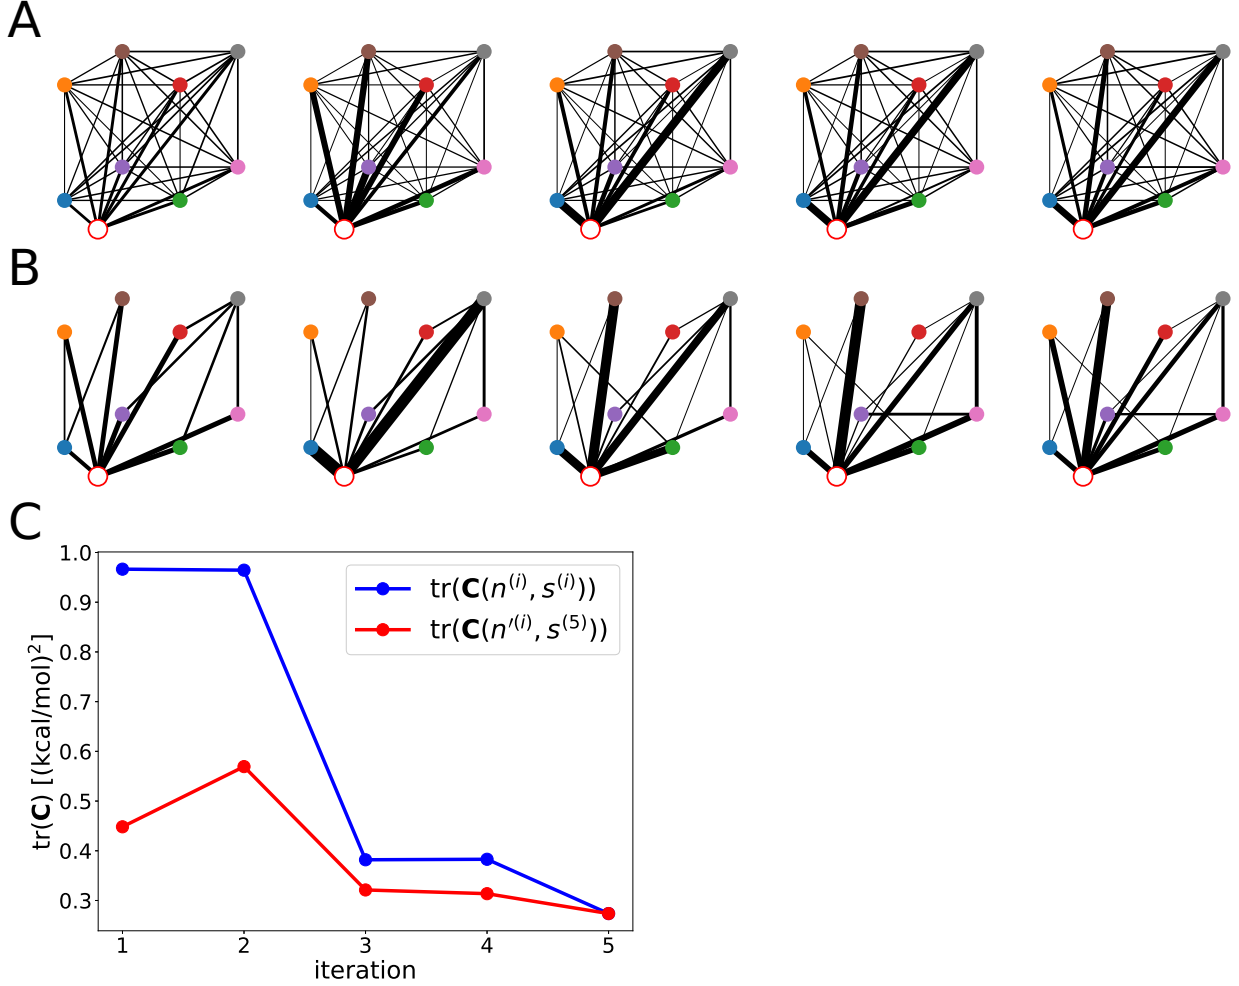 A
B
C
1.0
0.9
0.8
0.7
0.6
0.5
0.4
0.3
tr(𝐂) [(kcal/mol)²]
tr(𝐂(n⁽ⁱ⁾, s⁽ⁱ⁾))
tr(𝐂(n′⁽ⁱ⁾, s⁽⁵⁾))
1 2 3 4 5
iteration